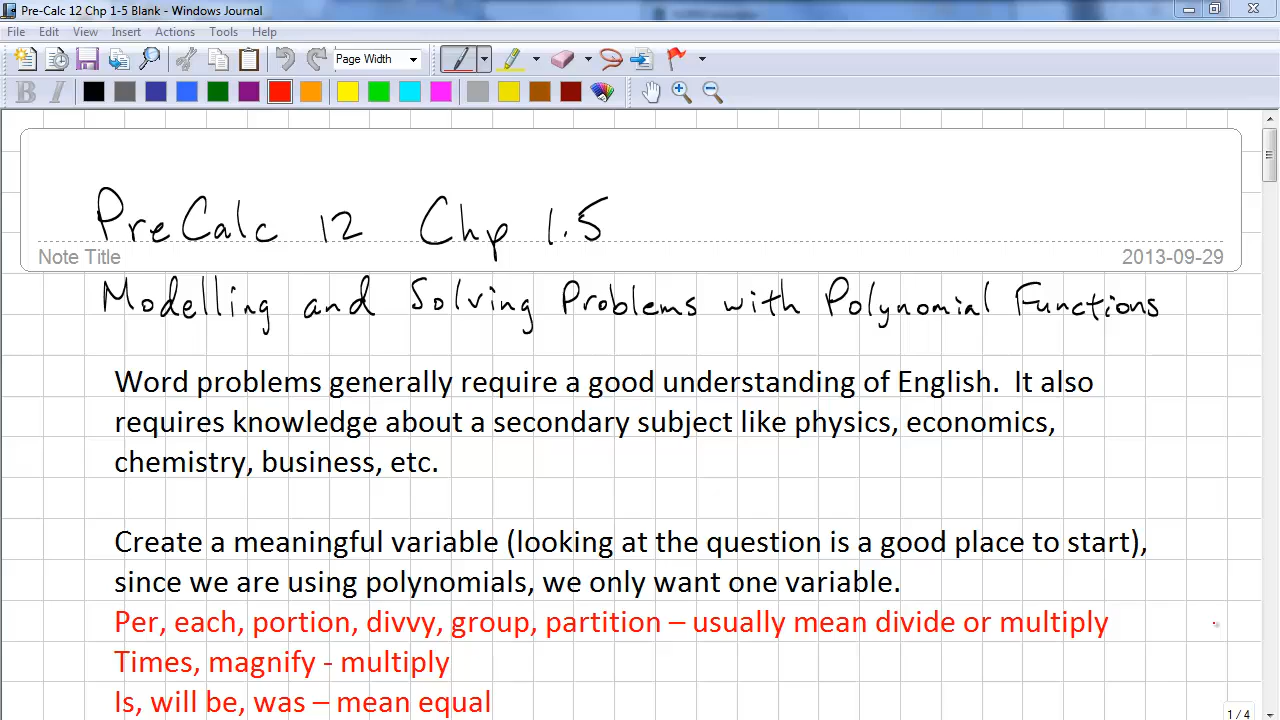 Pre-Calc 12 Chp 1-5 Blank - Windows Journal
File Edit View Insert Actions Tools Help
Page Width
B I
PreCalc 12 Chp 1.5
Note Title 2013-09-29
Modelling and Solving Problems with Polynomial Functions
Word problems generally require a good understanding of English. It also
requires knowledge about a secondary subject like physics, economics,
chemistry, business, etc.
Create a meaningful variable (looking at the question is a good place to start),
since we are using polynomials, we only want one variable.
Per, each, portion, divvy, group, partition – usually mean divide or multiply
Times, magnify - multiply
Is, will be, was – mean equal
1/4